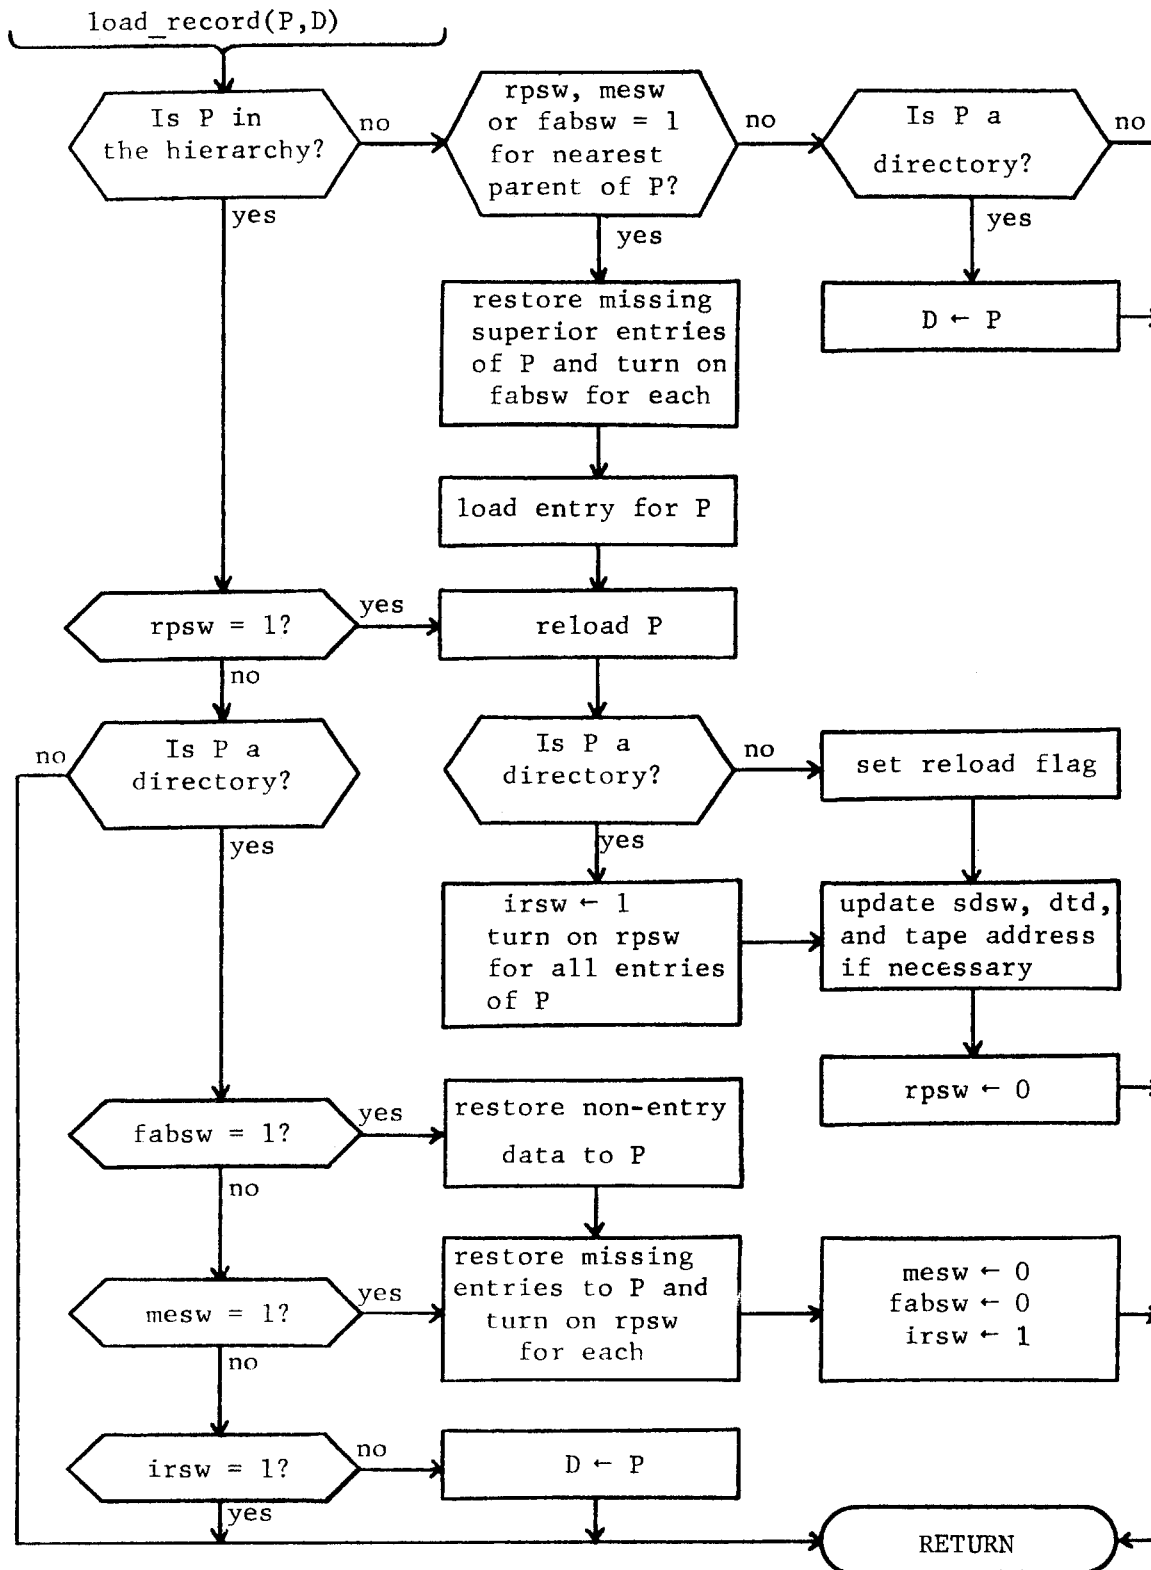 load_record(P,D)
Is P in
the hierarchy?
no
yes
rpsw, mesw
or fabsw = 1
for nearest
parent of P?
no
yes
Is P a
directory?
no
yes
D ← P
restore missing
superior entries
of P and turn on
fabsw for each
load entry for P
rpsw = 1?
yes
no
reload P
Is P a
directory?
no
yes
Is P a
directory?
no
yes
set reload flag
irsw ← 1
turn on rpsw
for all entries
of P
update sdsw, dtd,
and tape address
if necessary
rpsw ← 0
fabsw = 1?
yes
no
restore non-entry
data to P
mesw = 1?
yes
no
restore missing
entries to P and
turn on rpsw
for each
mesw ← 0
fabsw ← 0
irsw ← 1
irsw = 1?
no
yes
D ← P
RETURN